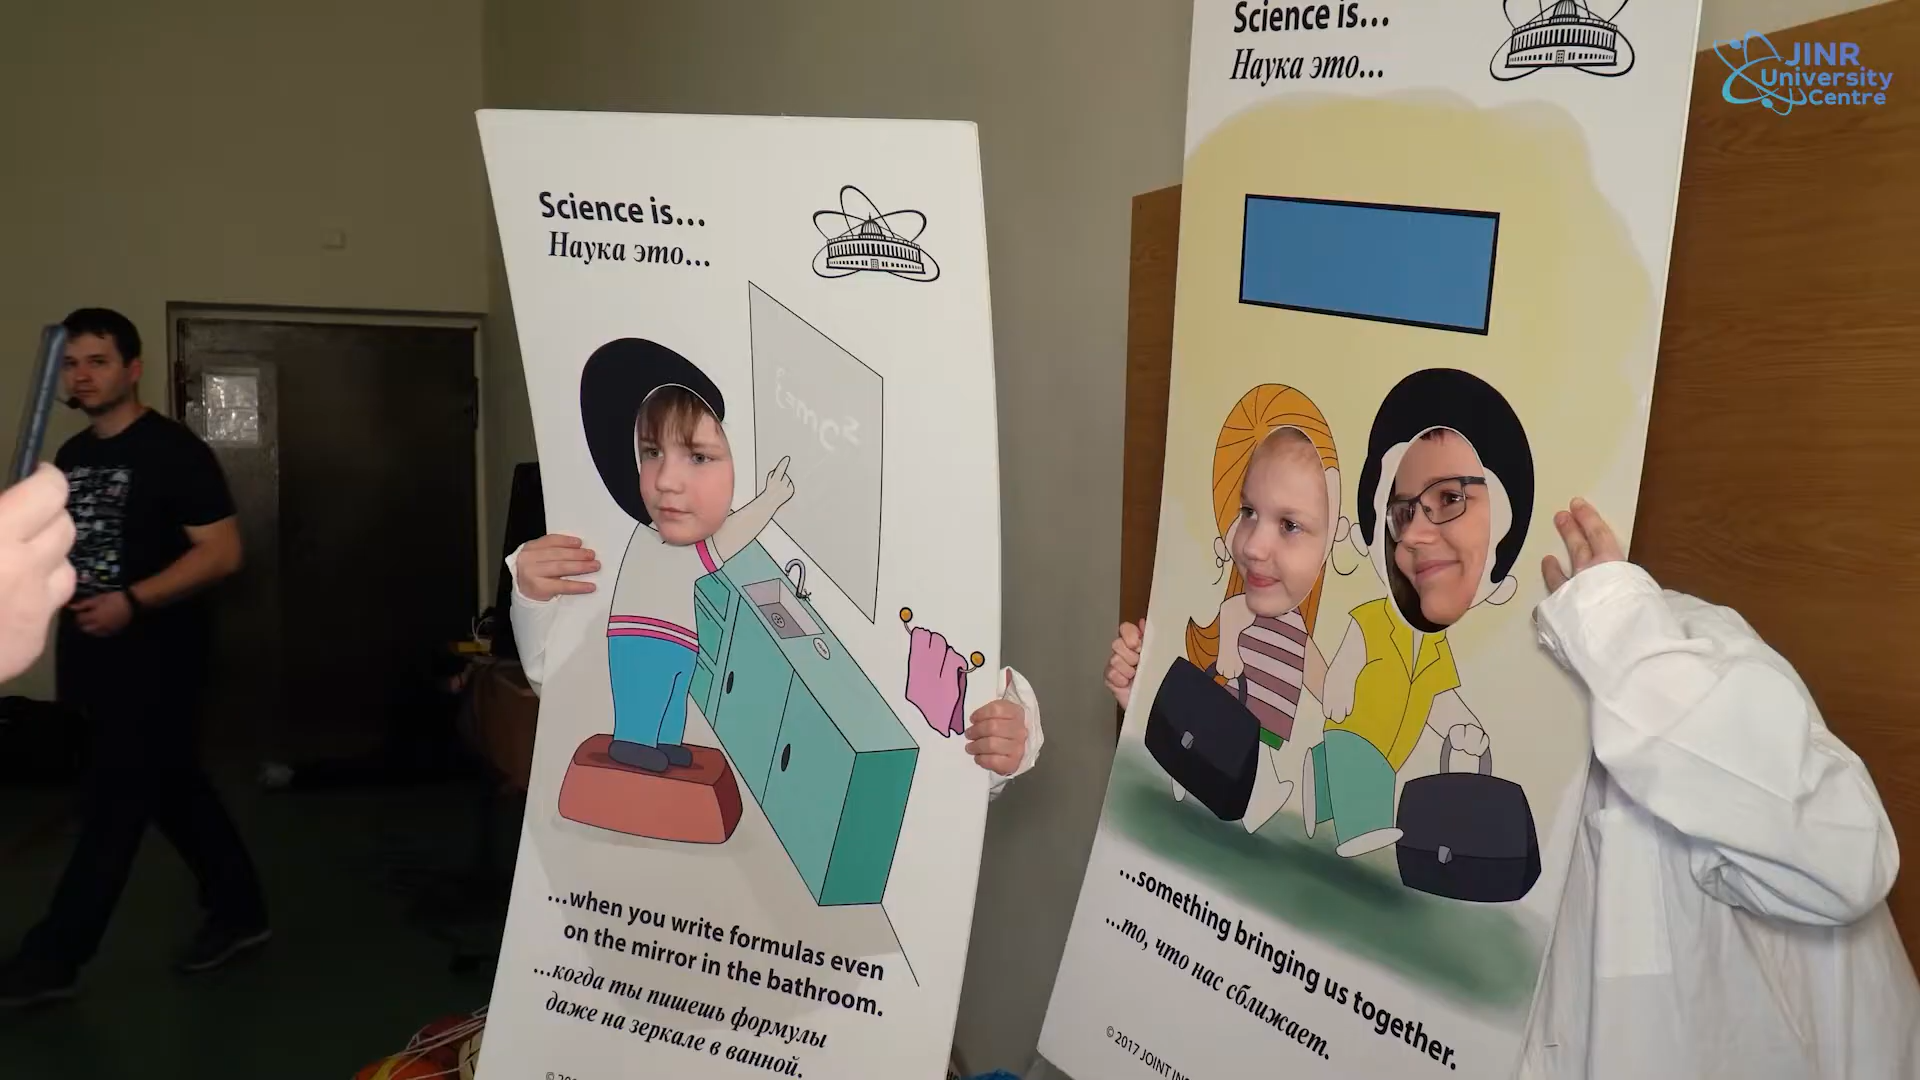 Science is...
Наука это...
...when you write formulas even
on the mirror in the bathroom.
...когда ты пишешь формулы
даже на зеркале в ванной.
Science is...
Наука это...
...something bringing us together.
...то, что нас сближает.
© 2017 JOINT
JINR
University
Centre